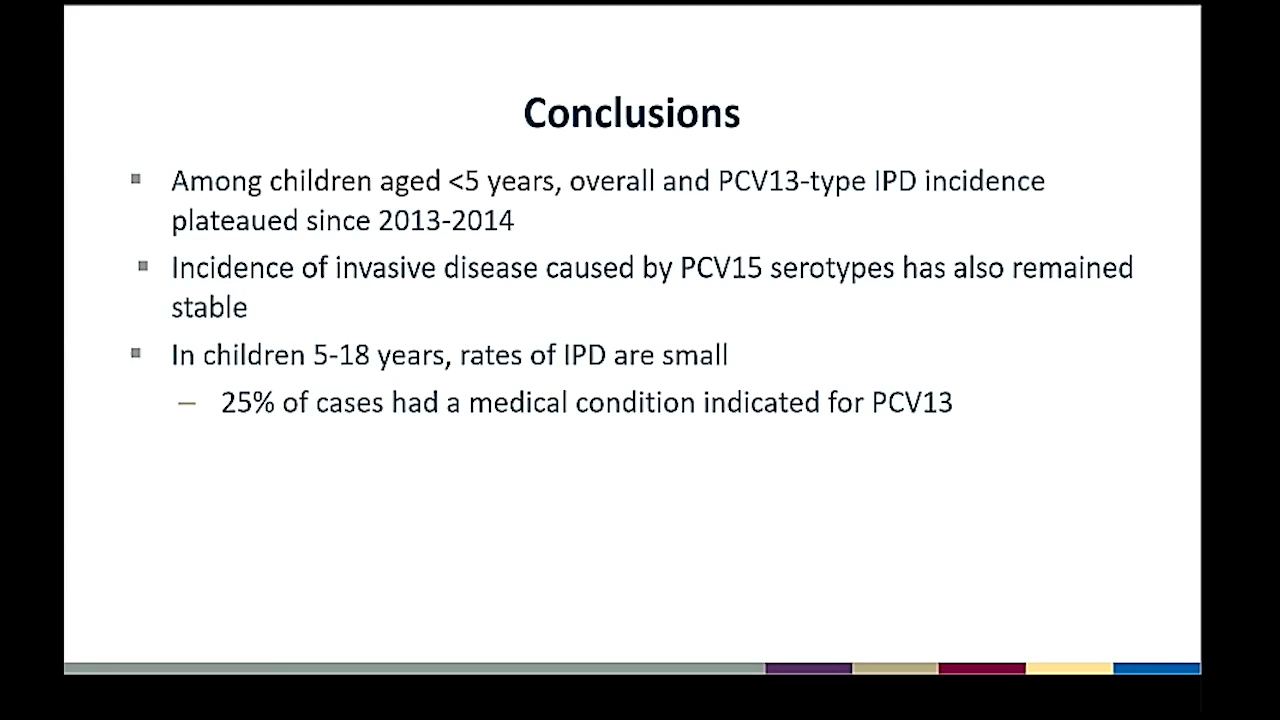 Conclusions
▪ Among children aged <5 years, overall and PCV13-type IPD incidence
plateaued since 2013-2014
▪ Incidence of invasive disease caused by PCV15 serotypes has also remained
stable
▪ In children 5-18 years, rates of IPD are small
– 25% of cases had a medical condition indicated for PCV13